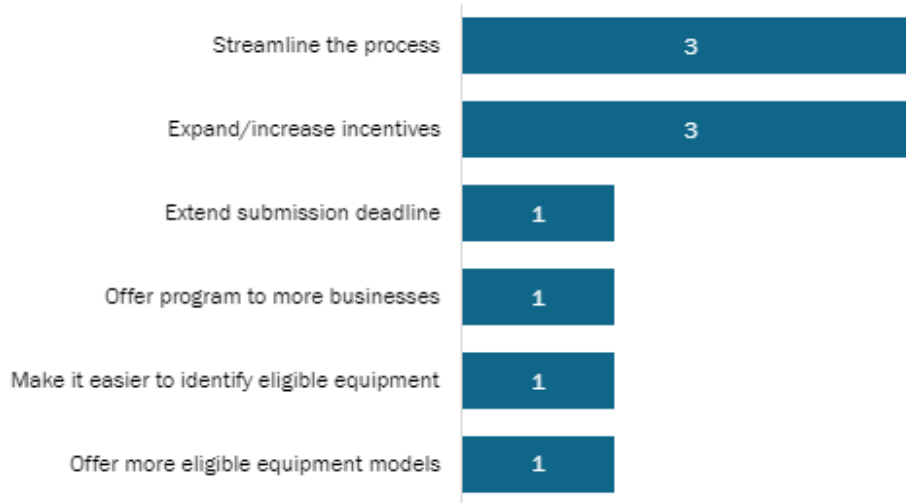 Streamline the process 3
Expand/increase incentives 3
Extend submission deadline 1
Offer program to more businesses 1
Make it easier to identify eligible equipment 1
Offer more eligible equipment models 1